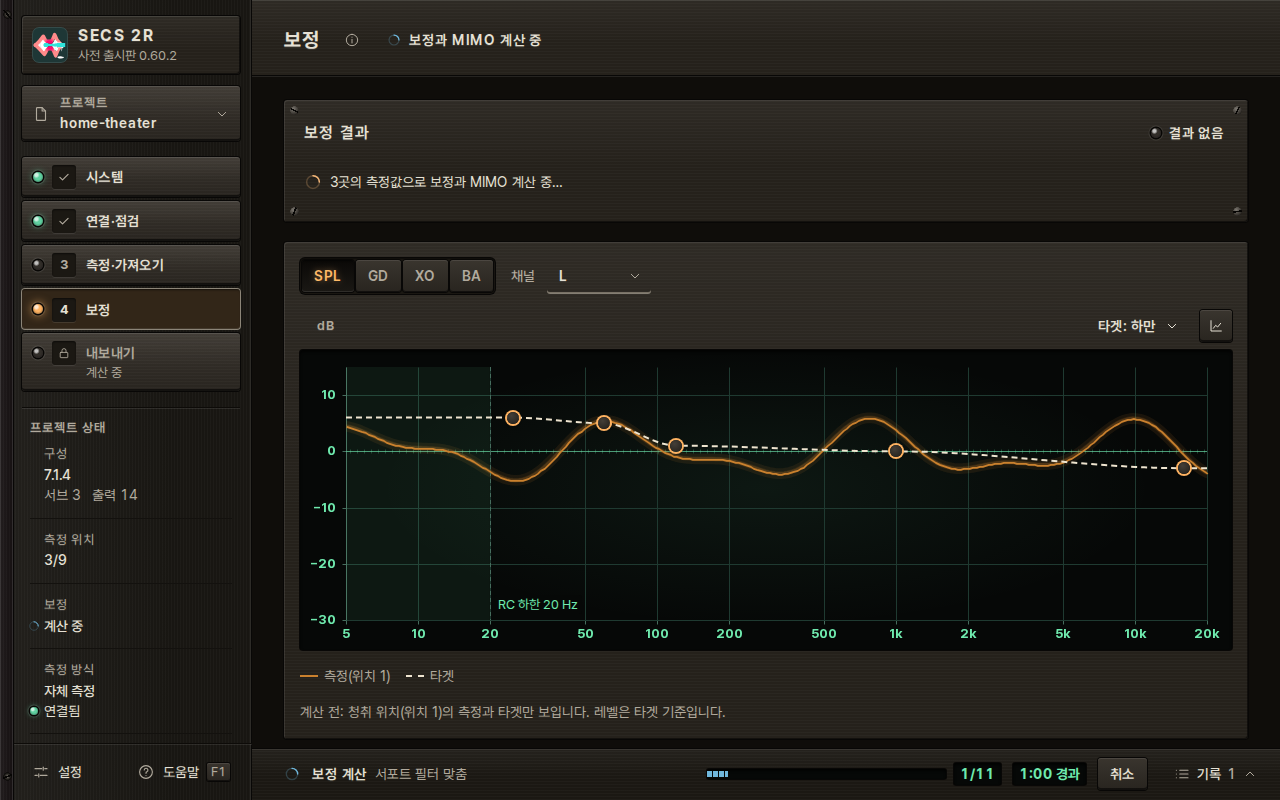 SECS 2R
사전 출시판 0.60.2
프로젝트
home-theater
시스템
연결·점검
3 측정·가져오기
4 보정
내보내기
계산 중
프로젝트 상태
구성
7.1.4
서브 3 출력 14
측정 위치
3/9
보정
계산 중
측정 방식
자체 측정
연결됨
설정 도움말 F1
보정 보정과 MIMO 계산 중
보정 결과 결과 없음
3곳의 측정값으로 보정과 MIMO 계산 중...
SPL GD XO BA 채널 L
dB 타겟: 하만
10
0
−10
−20
−30
RC 하한 20 Hz
5 10 20 50 100 200 500 1k 2k 5k 10k 20k
측정(위치 1) 타겟
계산 전: 청취 위치(위치 1)의 측정과 타겟만 보입니다. 레벨은 타겟 기준입니다.
보정 계산 서포트 필터 맞춤 1/11 1:00 경과 취소 기록 1